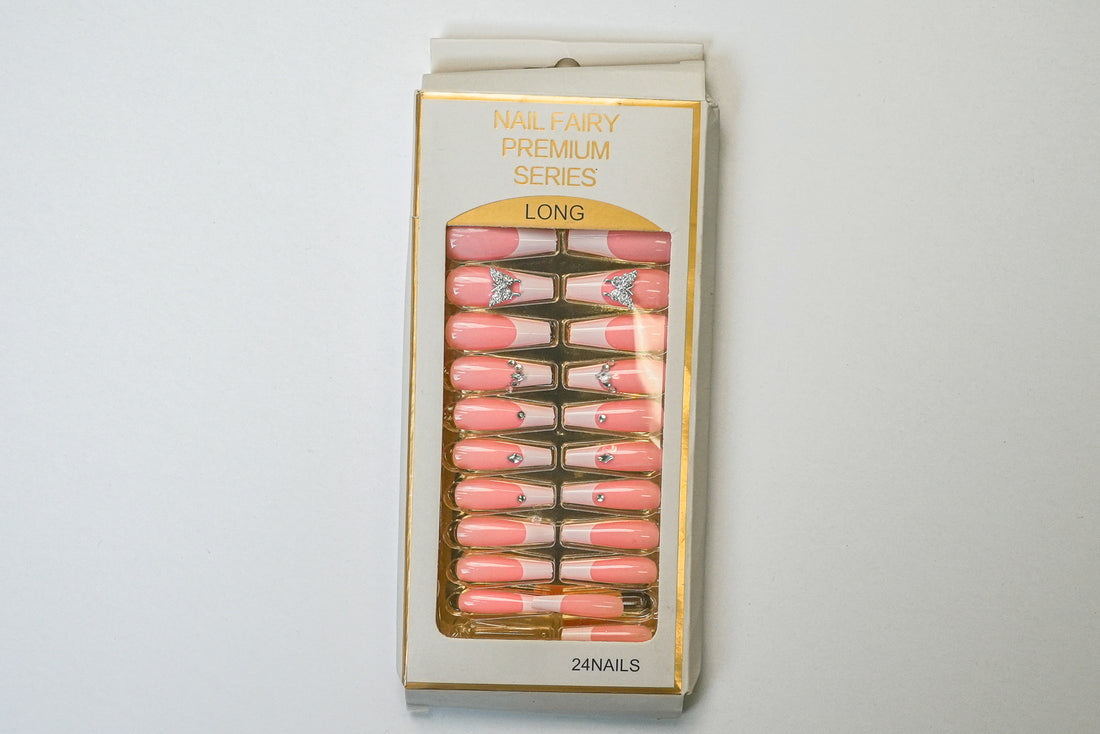 NAIL FAIRY
PREMIUM
SERIES
LONG
24NAILS